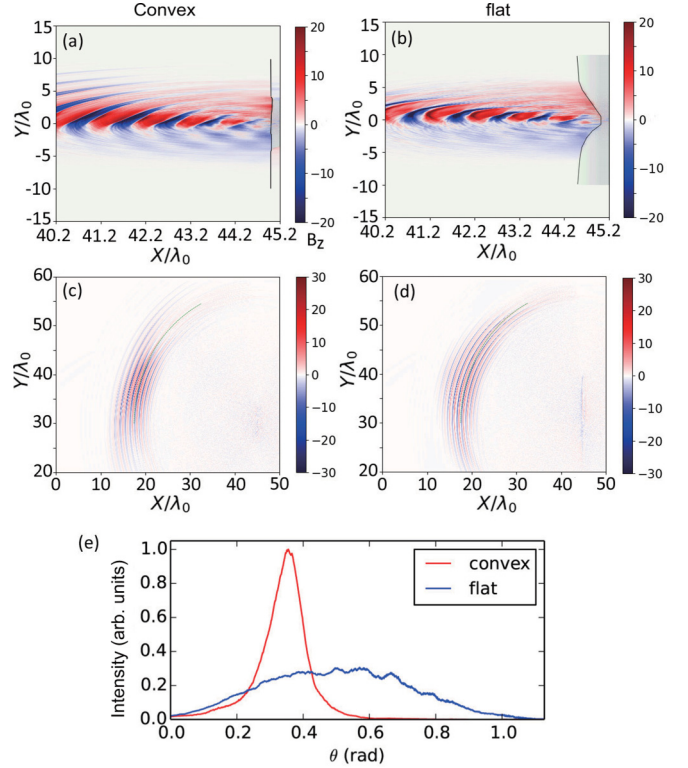 Convex flat
(a) (b)
15 10 5 0 −5 −10 −15
Y/λ₀
40.2 41.2 42.2 43.2 44.2 45.2
X/λ₀
20 10 0 −10 −20
Bz
15 10 5 0 −5 −10 −15
Y/λ₀
40.2 41.2 42.2 43.2 44.2 45.2
X/λ₀
20 10 0 −10 −20
(c) (d)
60 50 40 30 20
Y/λ₀
0 10 20 30 40 50
X/λ₀
30 20 10 0 −10 −20 −30
60 50 40 30 20
Y/λ₀
0 10 20 30 40 50
X/λ₀
30 20 10 0 −10 −20 −30
(e)
Intensity (arb. units)
1.0
0.8
0.6
0.4
0.2
0.0
convex
flat
0.0 0.2 0.4 0.6 0.8 1.0
θ (rad)